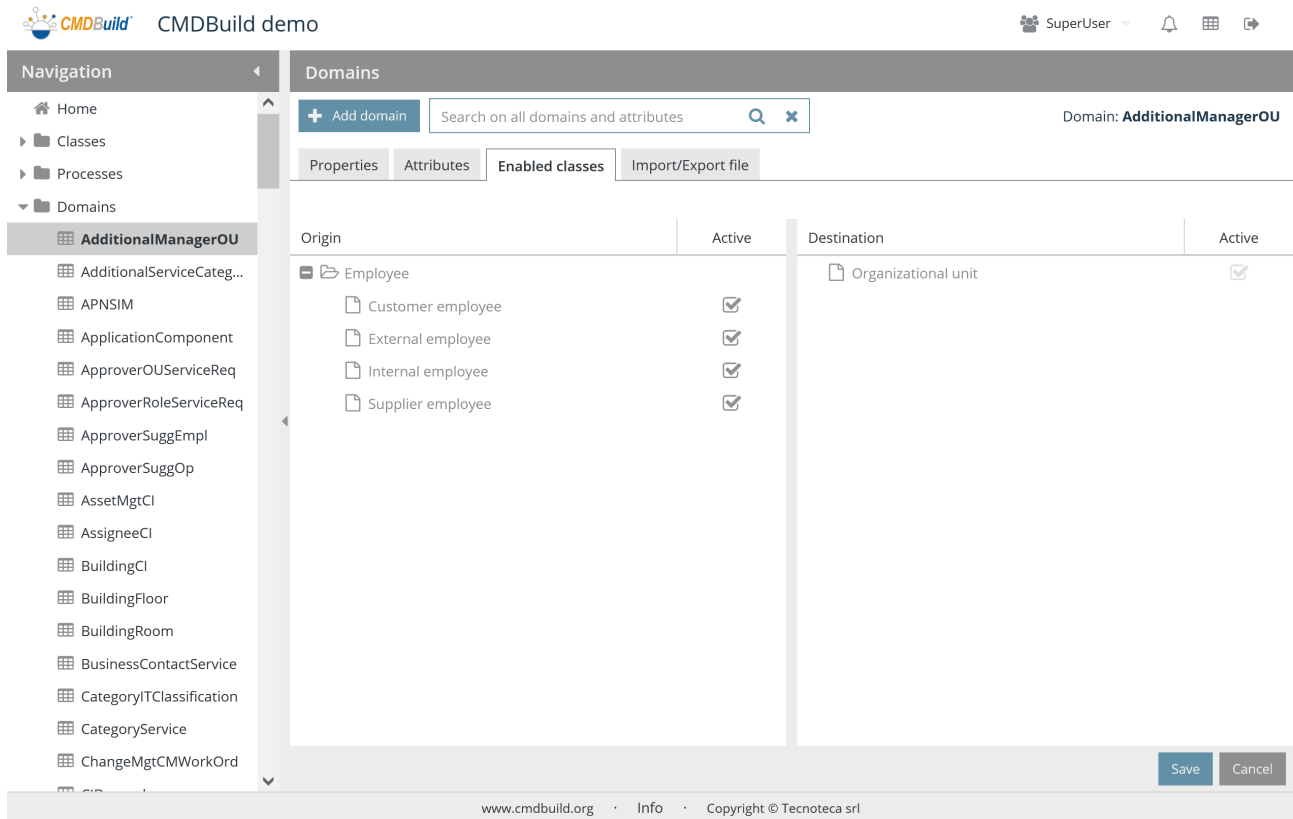 CMDBuild CMDBuild demo SuperUser
Navigation
Domains
Home
Classes
Processes
Domains
AdditionalManagerOU
AdditionalServiceCateg...
APNSIM
ApplicationComponent
ApproverOUServiceReq
ApproverRoleServiceReq
ApproverSuggEmpl
ApproverSuggOp
AssetMgtCI
AssigneeCI
BuildingCI
BuildingFloor
BuildingRoom
BusinessContactService
CategoryITClassification
CategoryService
ChangeMgtCMWorkOrd
Add domain Search on all domains and attributes Domain: AdditionalManagerOU
Properties Attributes Enabled classes Import/Export file
Origin Active Destination Active
Employee Organizational unit
Customer employee
External employee
Internal employee
Supplier employee
Save Cancel
www.cmdbuild.org · Info · Copyright © Tecnoteca srl